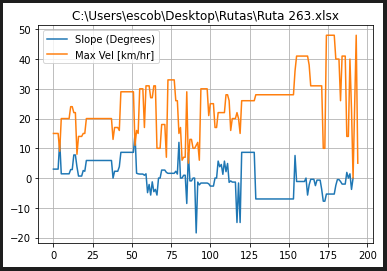 C:\Users\escob\Desktop\Rutas\Ruta 263.xlsx
Slope (Degrees)
Max Vel [km/hr]
50
40
30
20
10
0
−10
−20
0 25 50 75 100 125 150 175 200